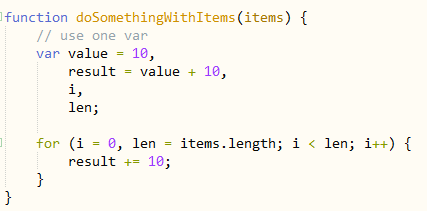 function doSomethingWithItems(items) {
    // use one var
    var value = 10,
        result = value + 10,
        i,
        len;

    for (i = 0, len = items.length; i < len; i++) {
        result += 10;
    }
}